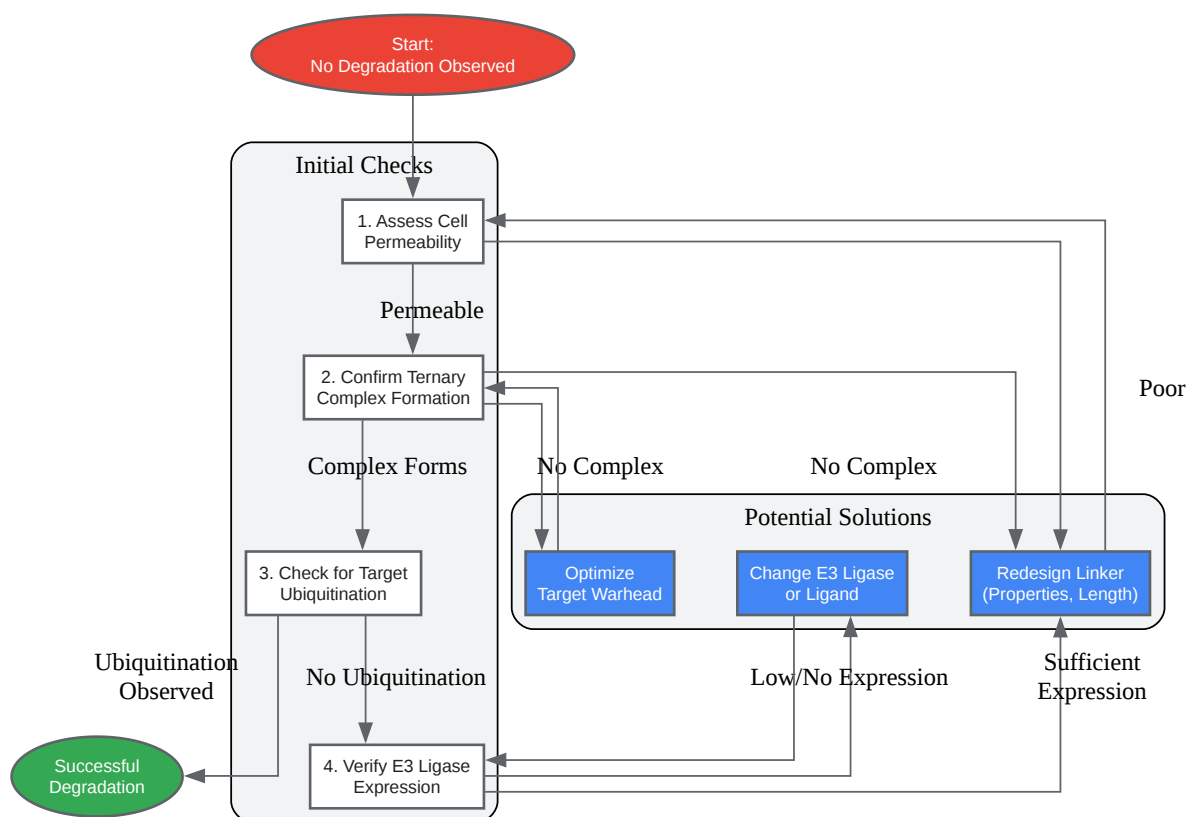 Start:
No Degradation Observed
Initial Checks
1. Assess Cell
Permeability
Permeable
2. Confirm Ternary
Complex Formation
Poor
Complex Forms
No Complex
No Complex
Potential Solutions
3. Check for Target
Ubiquitination
Optimize
Target Warhead
Change E3 Ligase
or Ligand
Redesign Linker
(Properties, Length)
Ubiquitination
Observed
No Ubiquitination
Low/No Expression
Sufficient
Expression
Successful
Degradation
4. Verify E3 Ligase
Expression